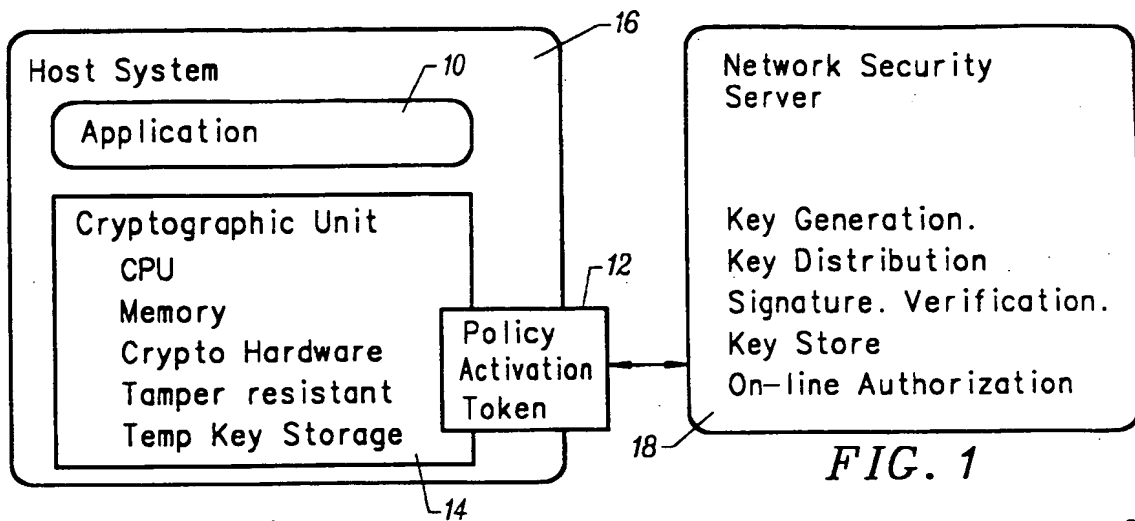 16
Host System
10
Application
Cryptographic Unit
CPU
Memory
Crypto Hardware
Tamper resistant
Temp Key Storage
14
12
Policy
Activation
Token
Network Security
Server
Key Generation.
Key Distribution
Signature. Verification.
Key Store
On-line Authorization
18
FIG. 1